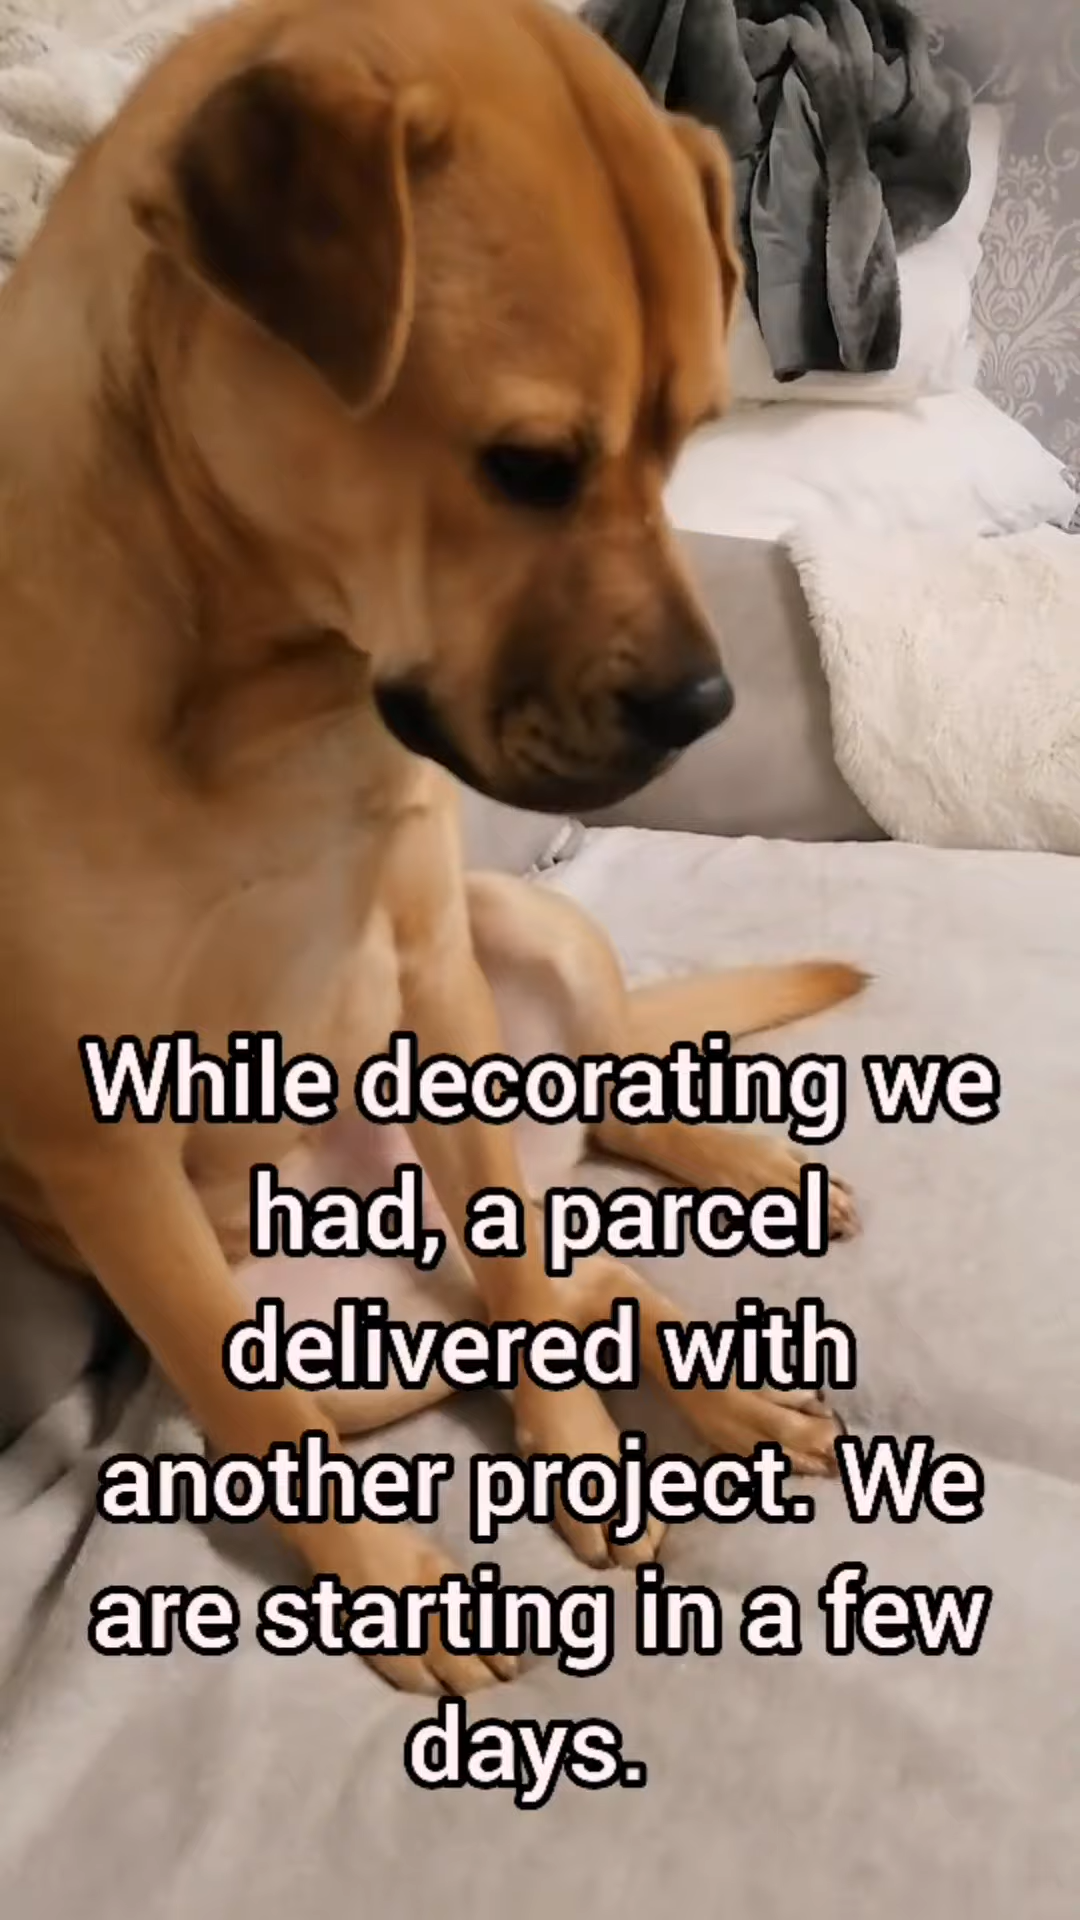 While decorating we
had, a parcel
delivered with
another project. We
are starting in a few
days.